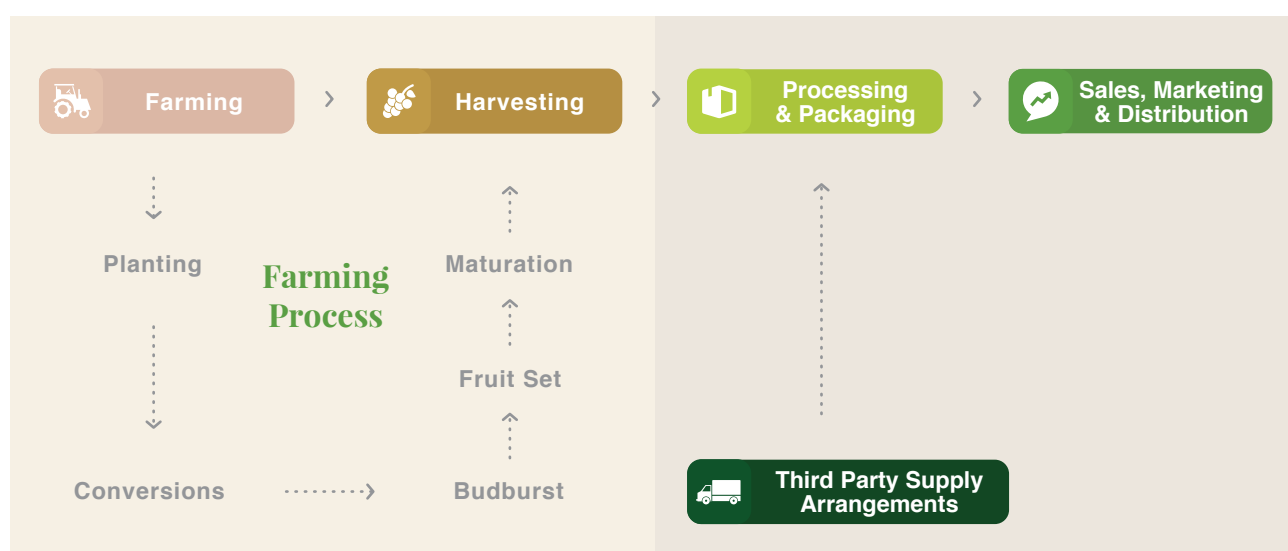 Farming
Harvesting
Processing
& Packaging
Sales, Marketing
& Distribution
Planting
Farming
Process
Maturation
Fruit Set
Conversions
Budburst
Third Party Supply
Arrangements